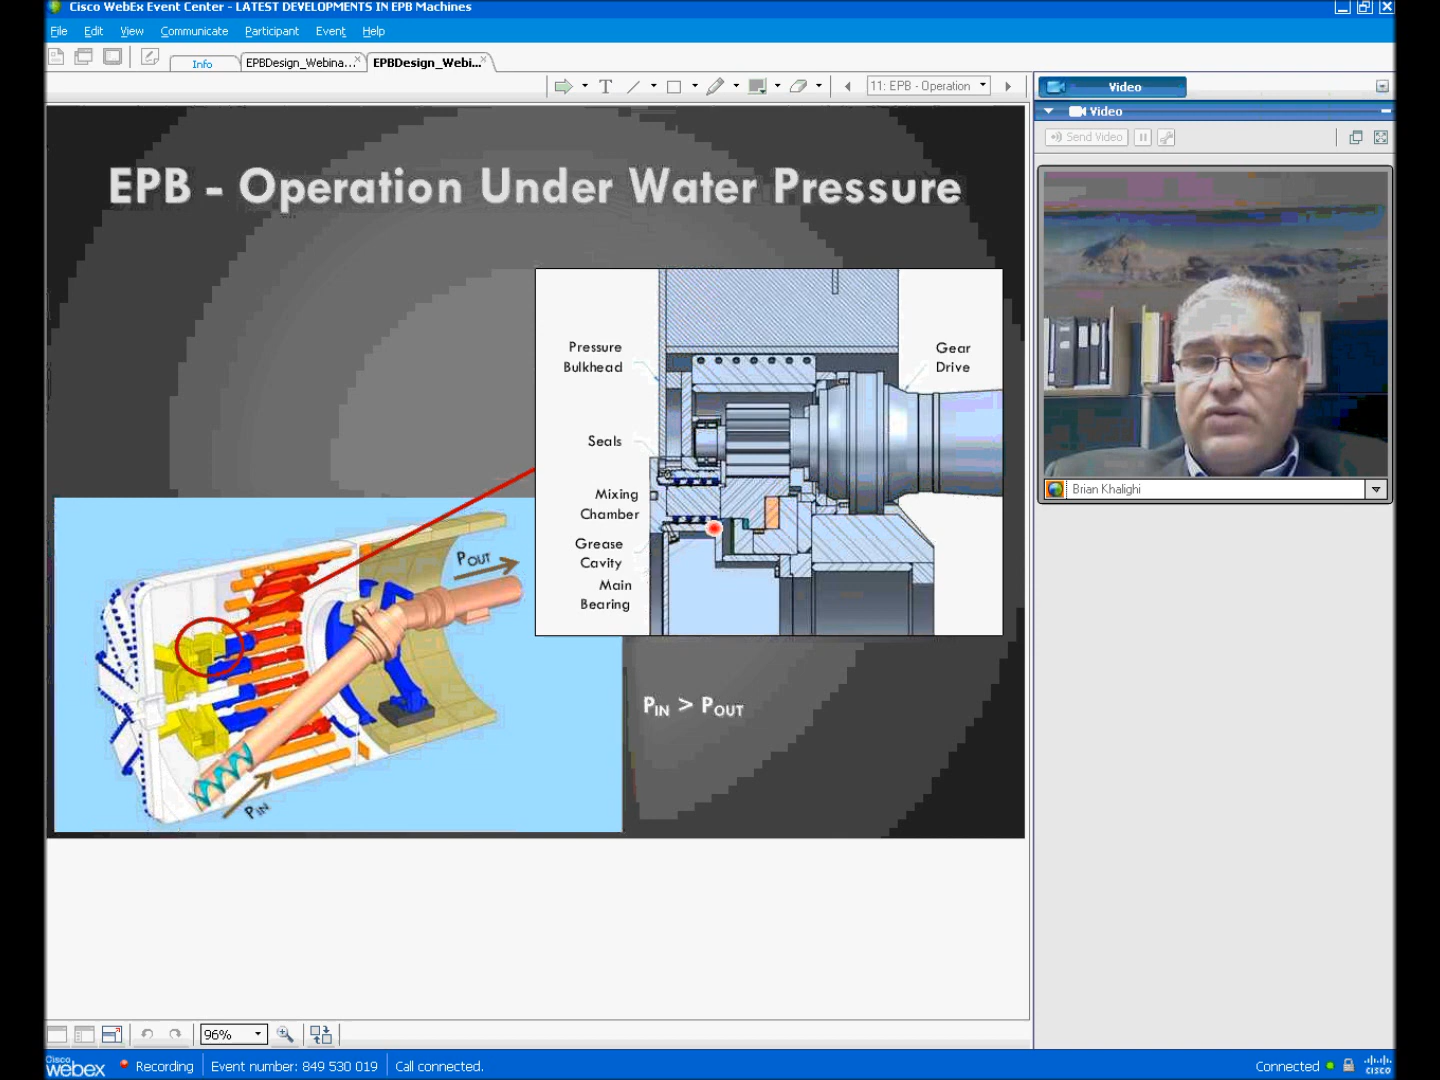 Cisco WebEx Event Center - LATEST DEVELOPMENTS IN EPB Machines
File Edit View Communicate Participant Event Help
Info EPBDesign_Webina... EPBDesign_Webi...
T 11: EPB - Operation
Video
Video
Send Video
EPB - Operation Under Water Pressure
Pressure
Bulkhead
Gear
Drive
Seals
Mixing
Chamber
Grease
Cavity
Main
Bearing
POUT
PIN
PIN > POUT
Brian Khalighi
96%
Cisco
webex Recording Event number: 849 530 019 Call connected.
Connected
CISCO